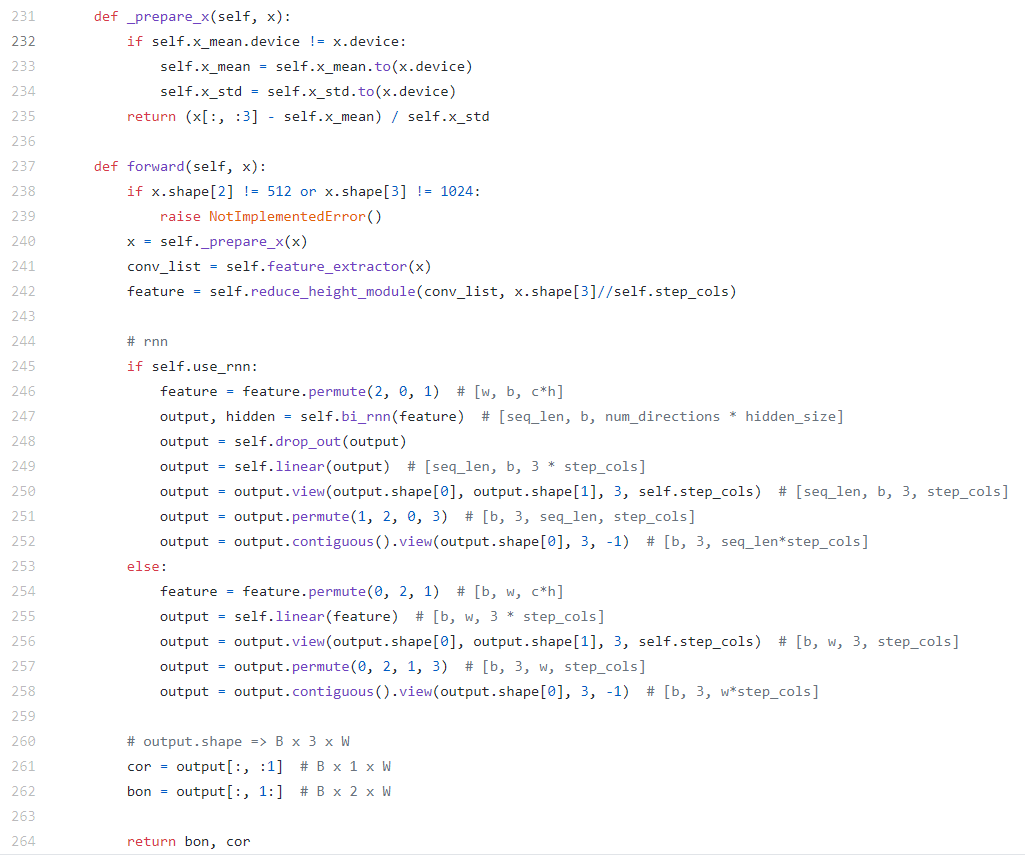 231 def _prepare_x(self, x):
232 if self.x_mean.device != x.device:
233 self.x_mean = self.x_mean.to(x.device)
234 self.x_std = self.x_std.to(x.device)
235 return (x[:, :3] - self.x_mean) / self.x_std
236
237 def forward(self, x):
238 if x.shape[2] != 512 or x.shape[3] != 1024:
239 raise NotImplementedError()
240 x = self._prepare_x(x)
241 conv_list = self.feature_extractor(x)
242 feature = self.reduce_height_module(conv_list, x.shape[3]//self.step_cols)
243
244 # rnn
245 if self.use_rnn:
246 feature = feature.permute(2, 0, 1)  # [w, b, c*h]
247 output, hidden = self.bi_rnn(feature)  # [seq_len, b, num_directions * hidden_size]
248 output = self.drop_out(output)
249 output = self.linear(output)  # [seq_len, b, 3 * step_cols]
250 output = output.view(output.shape[0], output.shape[1], 3, self.step_cols)  # [seq_len, b, 3, step_cols]
251 output = output.permute(1, 2, 0, 3)  # [b, 3, seq_len, step_cols]
252 output = output.contiguous().view(output.shape[0], 3, -1)  # [b, 3, seq_len*step_cols]
253 else:
254 feature = feature.permute(0, 2, 1)  # [b, w, c*h]
255 output = self.linear(feature)  # [b, w, 3 * step_cols]
256 output = output.view(output.shape[0], output.shape[1], 3, self.step_cols)  # [b, w, 3, step_cols]
257 output = output.permute(0, 2, 1, 3)  # [b, 3, w, step_cols]
258 output = output.contiguous().view(output.shape[0], 3, -1)  # [b, 3, w*step_cols]
259
260 # output.shape => B x 3 x W
261 cor = output[:, :1]  # B x 1 x W
262 bon = output[:, 1:]  # B x 2 x W
263
264 return bon, cor